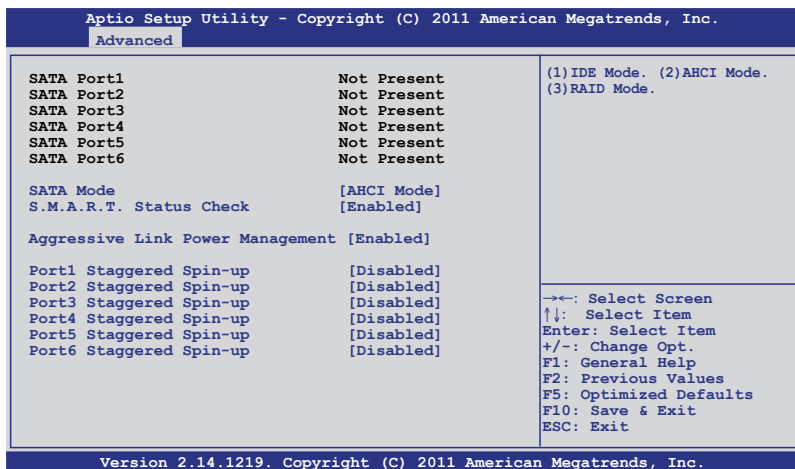 Aptio Setup Utility - Copyright (C) 2011 American Megatrends, Inc.
Advanced
SATA Port1 Not Present
SATA Port2 Not Present
SATA Port3 Not Present
SATA Port4 Not Present
SATA Port5 Not Present
SATA Port6 Not Present
SATA Mode [AHCI Mode]
S.M.A.R.T. Status Check [Enabled]
Aggressive Link Power Management [Enabled]
Port1 Staggered Spin-up [Disabled]
Port2 Staggered Spin-up [Disabled]
Port3 Staggered Spin-up [Disabled]
Port4 Staggered Spin-up [Disabled]
Port5 Staggered Spin-up [Disabled]
Port6 Staggered Spin-up [Disabled]
(1)IDE Mode. (2)AHCI Mode.
(3)RAID Mode.
→←: Select Screen
↑↓: Select Item
Enter: Select Item
+/-: Change Opt.
F1: General Help
F2: Previous Values
F5: Optimized Defaults
F10: Save & Exit
ESC: Exit
Version 2.14.1219. Copyright (C) 2011 American Megatrends, Inc.